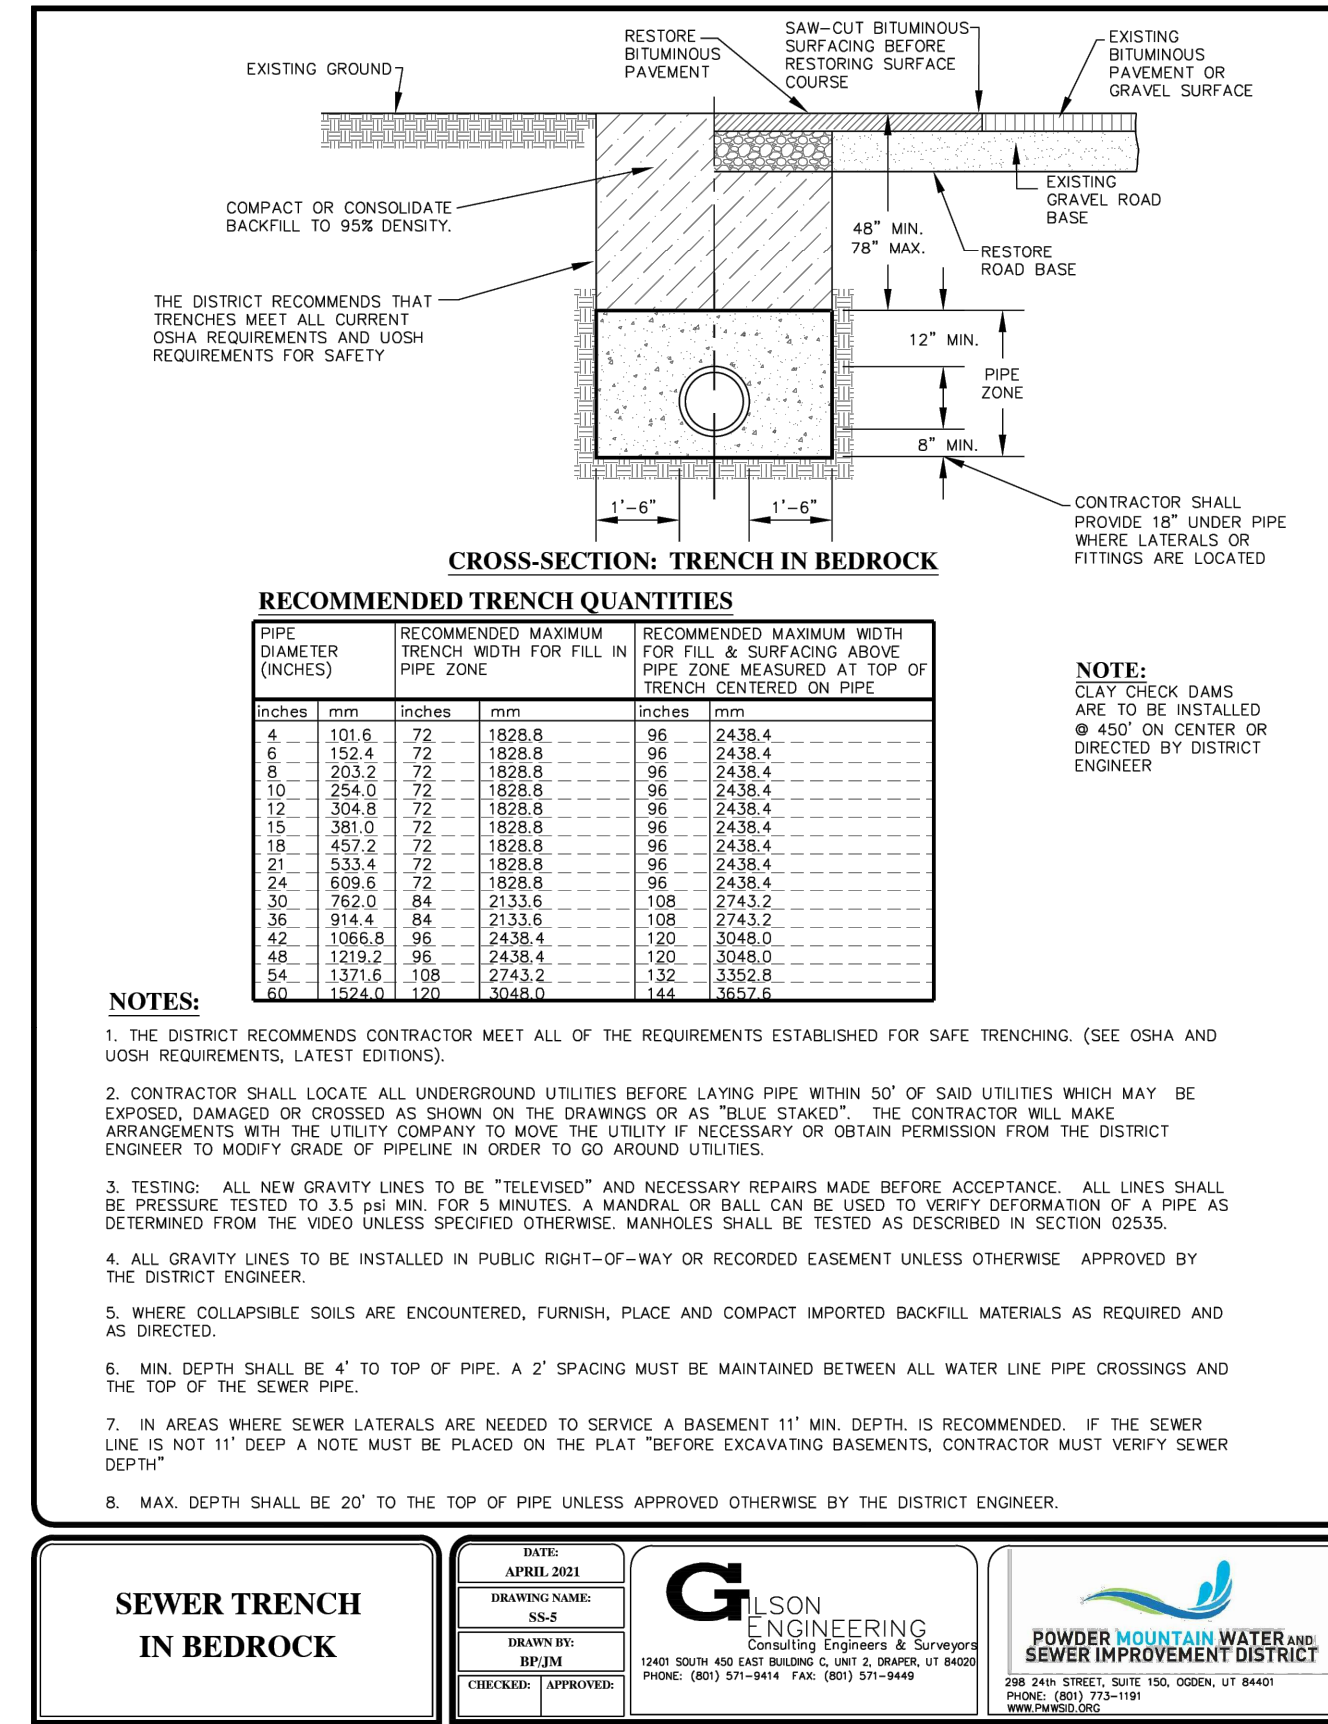 EXISTING GROUND
RESTORE
BITUMINOUS
PAVEMENT
SAW-CUT BITUMINOUS
SURFACING BEFORE
RESTORING SURFACE
COURSE
EXISTING
BITUMINOUS
PAVEMENT OR
GRAVEL SURFACE
COMPACT OR CONSOLIDATE
BACKFILL TO 95% DENSITY.
THE DISTRICT RECOMMENDS THAT
TRENCHES MEET ALL CURRENT
OSHA REQUIREMENTS AND UOSH
REQUIREMENTS FOR SAFETY
EXISTING
GRAVEL ROAD
BASE
48" MIN.
78" MAX.
RESTORE
ROAD BASE
12" MIN.
PIPE
ZONE
8" MIN.
1'-6"
1'-6"
CONTRACTOR SHALL
PROVIDE 18" UNDER PIPE
WHERE LATERALS OR
FITTINGS ARE LOCATED
CROSS-SECTION: TRENCH IN BEDROCK
RECOMMENDED TRENCH QUANTITIES
PIPE
DIAMETER
(INCHES)
RECOMMENDED MAXIMUM
TRENCH WIDTH FOR FILL IN
PIPE ZONE
RECOMMENDED MAXIMUM WIDTH
FOR FILL & SURFACING ABOVE
PIPE ZONE MEASURED AT TOP OF
TRENCH CENTERED ON PIPE
inches mm inches mm inches mm
4 101.6 72 1828.8 96 2438.4
6 152.4 72 1828.8 96 2438.4
8 203.2 72 1828.8 96 2438.4
10 254.0 72 1828.8 96 2438.4
12 304.8 72 1828.8 96 2438.4
15 381.0 72 1828.8 96 2438.4
18 457.2 72 1828.8 96 2438.4
21 533.4 72 1828.8 96 2438.4
24 609.6 72 1828.8 96 2438.4
30 762.0 84 2133.6 108 2743.2
36 914.4 84 2133.6 108 2743.2
42 1066.8 96 2438.4 120 3048.0
48 1219.2 96 2438.4 120 3048.0
54 1371.6 108 2743.2 132 3352.8
60 1524.0 120 3048.0 144 3657.6
NOTE:
CLAY CHECK DAMS
ARE TO BE INSTALLED
@ 450' ON CENTER OR
DIRECTED BY DISTRICT
ENGINEER
NOTES:
1. THE DISTRICT RECOMMENDS CONTRACTOR MEET ALL OF THE REQUIREMENTS ESTABLISHED FOR SAFE TRENCHING. (SEE OSHA AND
UOSH REQUIREMENTS, LATEST EDITIONS).
2. CONTRACTOR SHALL LOCATE ALL UNDERGROUND UTILITIES BEFORE LAYING PIPE WITHIN 50' OF SAID UTILITIES WHICH MAY BE
EXPOSED, DAMAGED OR CROSSED AS SHOWN ON THE DRAWINGS OR AS "BLUE STAKED". THE CONTRACTOR WILL MAKE
ARRANGEMENTS WITH THE UTILITY COMPANY TO MOVE THE UTILITY IF NECESSARY OR OBTAIN PERMISSION FROM THE DISTRICT
ENGINEER TO MODIFY GRADE OF PIPELINE IN ORDER TO GO AROUND UTILITIES.
3. TESTING: ALL NEW GRAVITY LINES TO BE "TELEVISED" AND NECESSARY REPAIRS MADE BEFORE ACCEPTANCE. ALL LINES SHALL
BE PRESSURE TESTED TO 3.5 psi MIN. FOR 5 MINUTES. A MANDRAL OR BALL CAN BE USED TO VERIFY DEFORMATION OF A PIPE AS
DETERMINED FROM THE VIDEO UNLESS SPECIFIED OTHERWISE. MANHOLES SHALL BE TESTED AS DESCRIBED IN SECTION 02535.
4. ALL GRAVITY LINES TO BE INSTALLED IN PUBLIC RIGHT-OF-WAY OR RECORDED EASEMENT UNLESS OTHERWISE APPROVED BY
THE DISTRICT ENGINEER.
5. WHERE COLLAPSIBLE SOILS ARE ENCOUNTERED, FURNISH, PLACE AND COMPACT IMPORTED BACKFILL MATERIALS AS REQUIRED AND
AS DIRECTED.
6. MIN. DEPTH SHALL BE 4' TO TOP OF PIPE. A 2' SPACING MUST BE MAINTAINED BETWEEN ALL WATER LINE PIPE CROSSINGS AND
THE TOP OF THE SEWER PIPE.
7. IN AREAS WHERE SEWER LATERALS ARE NEEDED TO SERVICE A BASEMENT 11' MIN. DEPTH. IS RECOMMENDED. IF THE SEWER
LINE IS NOT 11' DEEP A NOTE MUST BE PLACED ON THE PLAT "BEFORE EXCAVATING BASEMENTS, CONTRACTOR MUST VERIFY SEWER
DEPTH"
8. MAX. DEPTH SHALL BE 20' TO THE TOP OF PIPE UNLESS APPROVED OTHERWISE BY THE DISTRICT ENGINEER.
SEWER TRENCH
IN BEDROCK
DATE:
APRIL 2021
DRAWING NAME:
SS-5
DRAWN BY:
BP/JM
CHECKED: APPROVED:
GILSON
ENGINEERING
Consulting Engineers & Surveyors
12401 SOUTH 450 EAST BUILDING C, UNIT 2, DRAPER, UT 84020
PHONE: (801) 571-9414 FAX: (801) 571-9449
POWDER MOUNTAIN WATER AND
SEWER IMPROVEMENT DISTRICT
298 24th STREET, SUITE 150, OGDEN, UT 84401
PHONE: (801) 773-1191
WWW.PMWSID.ORG